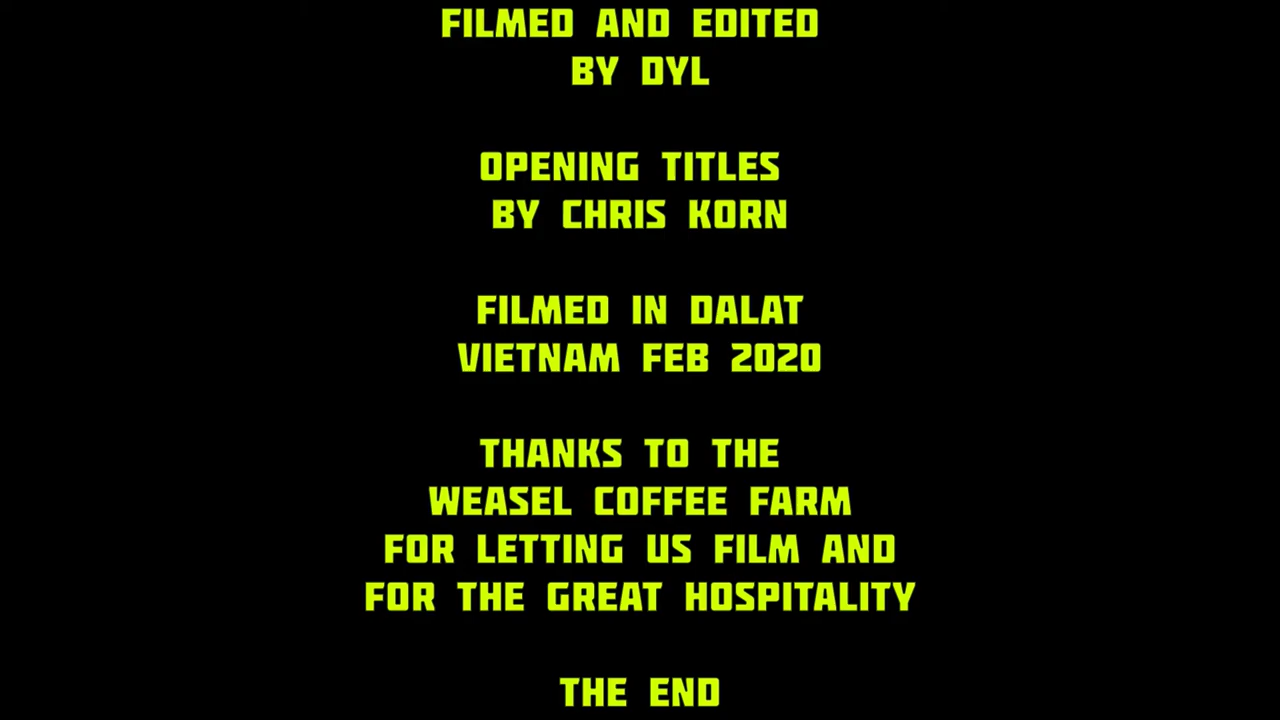 FILMED AND EDITED
BY DYL
OPENING TITLES
BY CHRIS KORN
FILMED IN DALAT
VIETNAM FEB 2020
THANKS TO THE
WEASEL COFFEE FARM
FOR LETTING US FILM AND
FOR THE GREAT HOSPITALITY
THE END